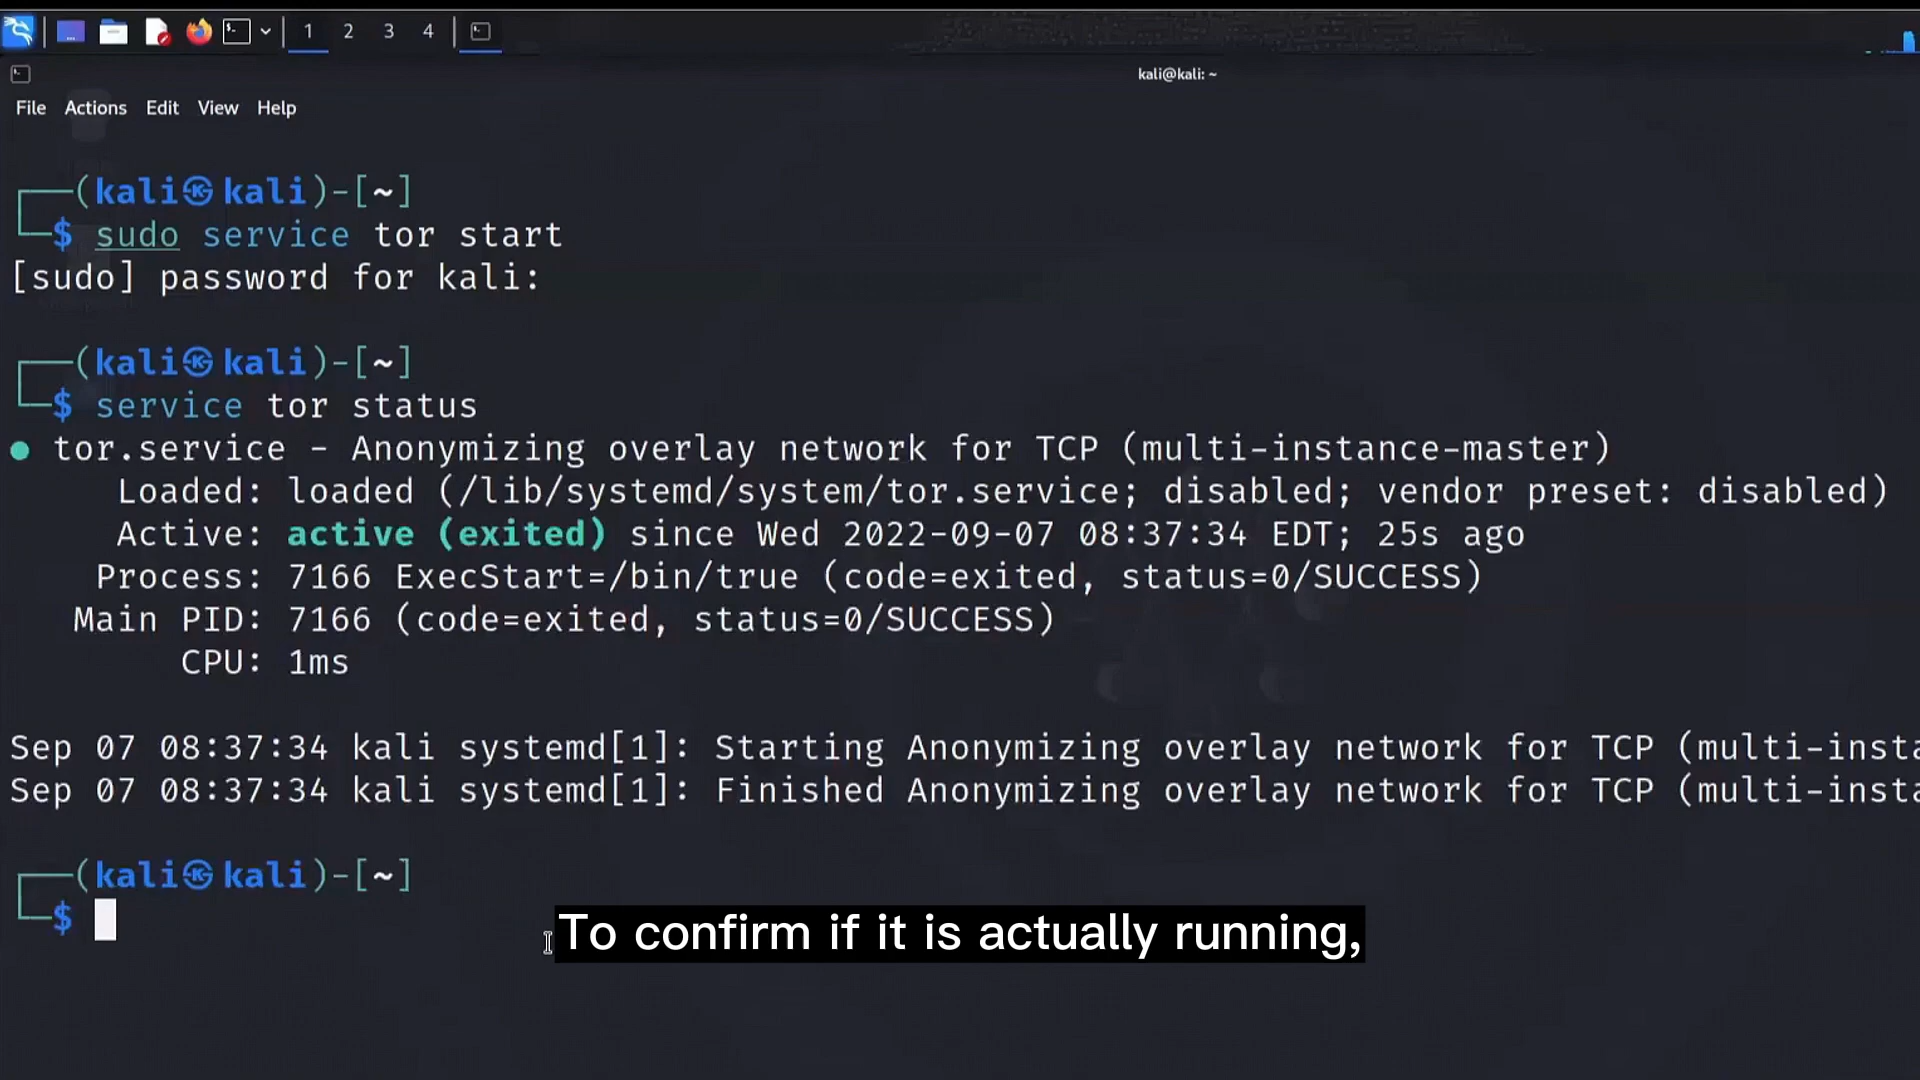 1 2 3 4
kali@kali: ~
File Actions Edit View Help
┌──(kali㉿kali)-[~]
└─$ sudo service tor start
[sudo] password for kali:
┌──(kali㉿kali)-[~]
└─$ service tor status
● tor.service - Anonymizing overlay network for TCP (multi-instance-master)
Loaded: loaded (/lib/systemd/system/tor.service; disabled; vendor preset: disabled)
Active: active (exited) since Wed 2022-09-07 08:37:34 EDT; 25s ago
Process: 7166 ExecStart=/bin/true (code=exited, status=0/SUCCESS)
Main PID: 7166 (code=exited, status=0/SUCCESS)
CPU: 1ms
Sep 07 08:37:34 kali systemd[1]: Starting Anonymizing overlay network for TCP (multi-insta
Sep 07 08:37:34 kali systemd[1]: Finished Anonymizing overlay network for TCP (multi-insta
┌──(kali㉿kali)-[~]
└─$
To confirm if it is actually running,